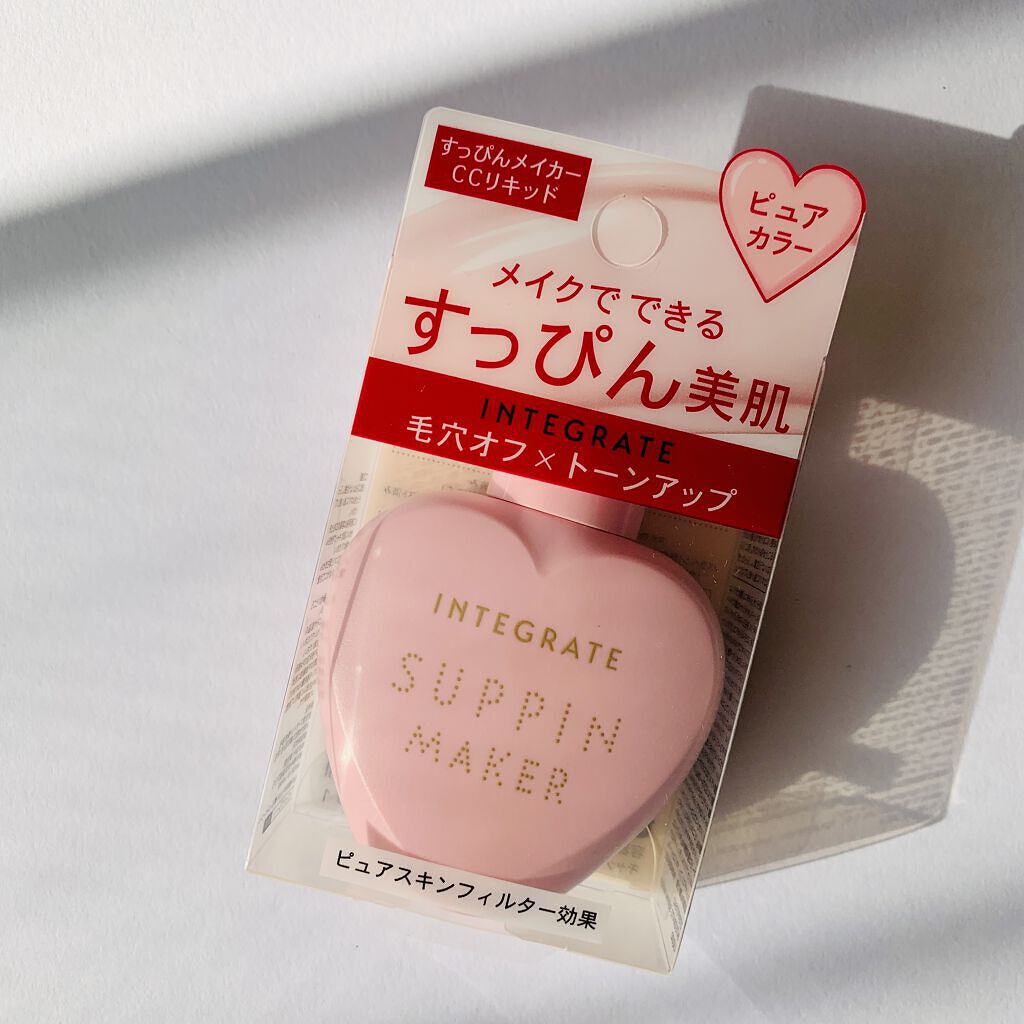 すっぴんメイカー
CCリキッド
ピュア
カラー
メイクでできる
すっぴん美肌
INTEGRATE
毛穴オフ×トーンアップ
INTEGRATE
SUPPIN
MAKER
ピュアスキンフィルター効果